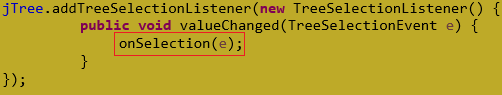 jTree.addTreeSelectionListener(new TreeSelectionListener() {
public void valueChanged(TreeSelectionEvent e) {
onSelection(e);
}
});